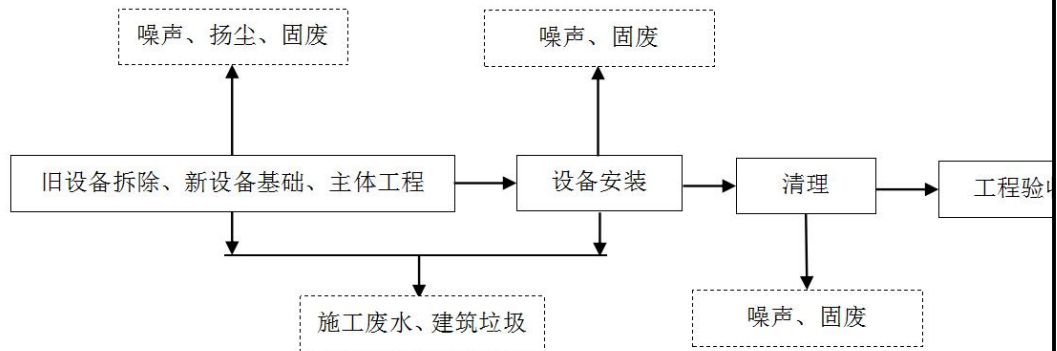 噪声、扬尘、固废
噪声、固废
旧设备拆除、新设备基础、主体工程
设备安装
清理
工程验
施工废水、建筑垃圾
噪声、固废